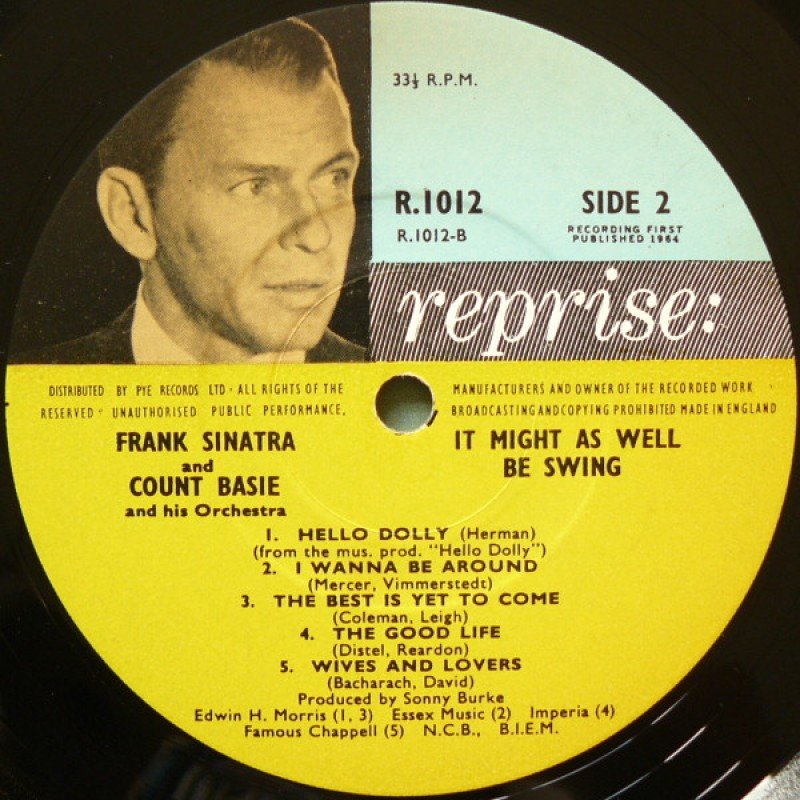 33⅓ R.P.M.
R.1012 SIDE 2
R.1012-B RECORDING FIRST
PUBLISHED 1964
reprise:
DISTRIBUTED BY PYE RECORDS LTD · ALL RIGHTS OF THE MANUFACTURERS AND OWNER OF THE RECORDED WORK
RESERVED · UNAUTHORISED PUBLIC PERFORMANCE, BROADCASTING AND COPYING PROHIBITED MADE IN ENGLAND
FRANK SINATRA
and
COUNT BASIE
and his Orchestra
IT MIGHT AS WELL
BE SWING
1. HELLO DOLLY (Herman)
(from the mus. prod. "Hello Dolly")
2. I WANNA BE AROUND
(Mercer, Vimmerstedt)
3. THE BEST IS YET TO COME
(Coleman, Leigh)
4. THE GOOD LIFE
(Distel, Reardon)
5. WIVES AND LOVERS
(Bacharach, David)
Produced by Sonny Burke
Edwin H. Morris (1, 3) Essex Music (2) Imperia (4)
Famous Chappell (5) N.C.B., B.I.E.M.